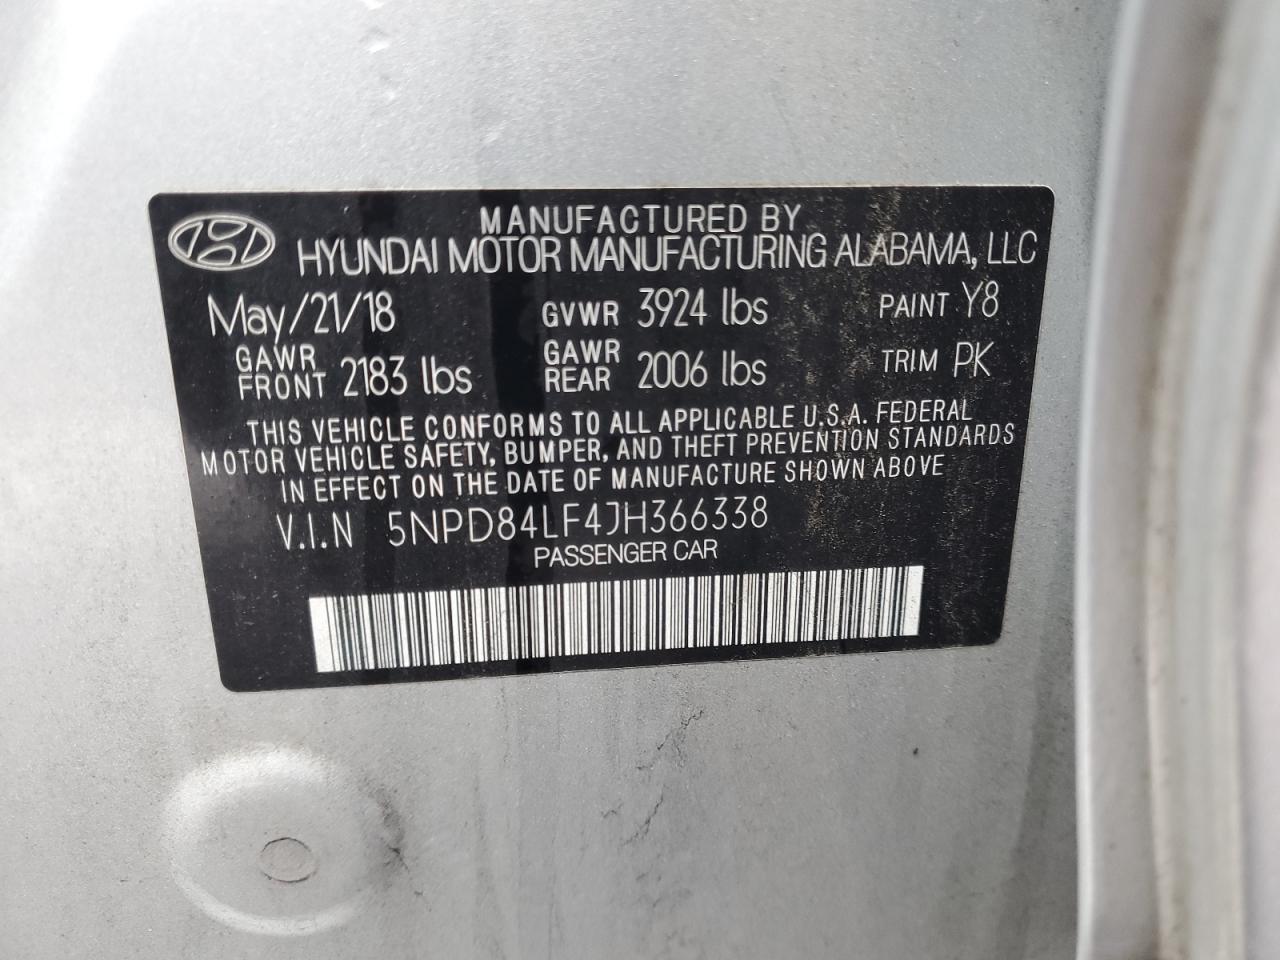 MANUFACTURED BY
HYUNDAI MOTOR MANUFACTURING ALABAMA, LLC
May/21/18 GVWR 3924 lbs PAINT Y8
GAWR FRONT 2183 lbs GAWR REAR 2006 lbs TRIM PK
THIS VEHICLE CONFORMS TO ALL APPLICABLE U.S.A. FEDERAL
MOTOR VEHICLE SAFETY, BUMPER, AND THEFT PREVENTION STANDARDS
IN EFFECT ON THE DATE OF MANUFACTURE SHOWN ABOVE
V.I.N 5NPD84LF4JH366338
PASSENGER CAR